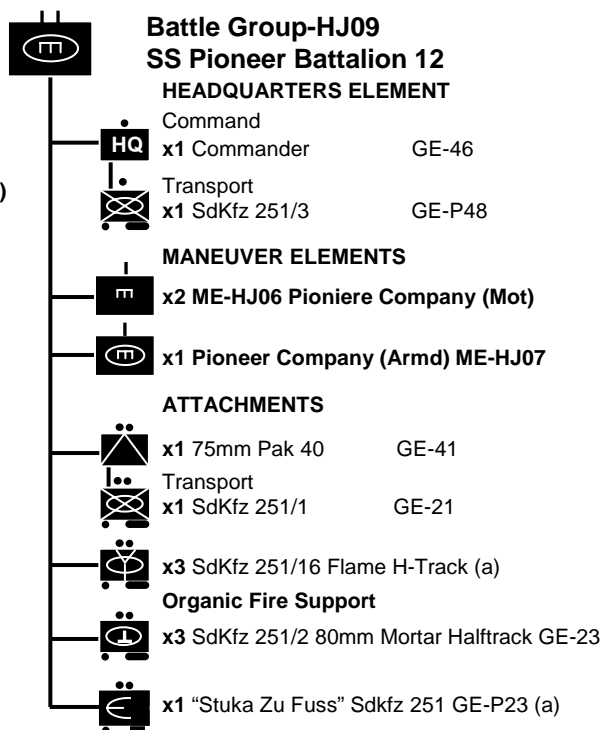 Battle Group-HJ09
SS Pioneer Battalion 12
HEADQUARTERS ELEMENT
Command
HQ x1 Commander GE-46
)
Transport
x1 SdKfz 251/3 GE-P48
MANEUVER ELEMENTS
x2 ME-HJ06 Pioniere Company (Mot)
x1 Pioneer Company (Armd) ME-HJ07
ATTACHMENTS
x1 75mm Pak 40 GE-41
Transport
x1 SdKfz 251/1 GE-21
x3 SdKfz 251/16 Flame H-Track (a)
Organic Fire Support
x3 SdKfz 251/2 80mm Mortar Halftrack GE-23
x1 “Stuka Zu Fuss” Sdkfz 251 GE-P23 (a)